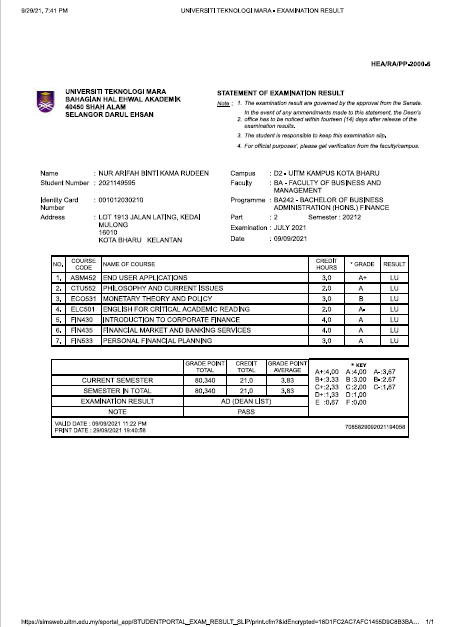 9/29/21, 7:41 PM UNIVERSITI TEKNOLOGI MARA • EXAMINATION RESULT
HEA/RA/PP-2000-6
UNIVERSITI TEKNOLOGI MARA
BAHAGIAN HAL EHWAL AKADEMIK
40450 SHAH ALAM
SELANGOR DARUL EHSAN
STATEMENT OF EXAMINATION RESULT
Note : 1. The examination result are governed by the approval from the Senate.
2. In the event of any ammendments made to this statement, the Dean's office has to be noticed within fourteen (14) days after release of the examination results.
3. The student is responsible to keep this examination slip.
4. For official purposes', please get verification from the faculty/campus.
Name : NUR ARIFAH BINTI KAMA RUDEEN
Student Number : 2021149595
Identity Card Number : 001012030210
Address : LOT 1913 JALAN LATING, KEDAI
MULONG
16010
KOTA BHARU KELANTAN
Campus : D2 - UITM KAMPUS KOTA BHARU
Faculty : BA - FACULTY OF BUSINESS AND
MANAGEMENT
Programme : BA242 - BACHELOR OF BUSINESS
ADMINISTRATION (HONS.) FINANCE
Part : 2 Semester : 20212
Examination : JULY 2021
Date : 09/09/2021
NO. COURSE CODE NAME OF COURSE CREDIT HOURS * GRADE RESULT
1. ASM452 END USER APPLICATIONS 3.0 A+ LU
2. CTU552 PHILOSOPHY AND CURRENT ISSUES 2.0 A LU
3. ECO531 MONETARY THEORY AND POLICY 3.0 B LU
4. ELC501 ENGLISH FOR CRITICAL ACADEMIC READING 2.0 A- LU
5. FIN430 INTRODUCTION TO CORPORATE FINANCE 4.0 A LU
6. FIN435 FINANCIAL MARKET AND BANKING SERVICES 4.0 A LU
7. FIN533 PERSONAL FINANCIAL PLANNING 3.0 A LU
GRADE POINT TOTAL CREDIT TOTAL GRADE POINT AVERAGE
CURRENT SEMESTER 80.340 21.0 3.83
SEMESTER IN TOTAL 80.340 21.0 3.83
EXAMINATION RESULT AD (DEAN LIST)
NOTE PASS
* KEY
A+:4.00 A:4.00 A-:3.67
B+:3.33 B:3.00 B-:2.67
C+:2.33 C:2.00 C-:1.67
D+:1.33 D:1.00
E :0.67 F:0.00
VALID DATE : 09/09/2021 11:22 PM
PRINT DATE : 29/09/2021 19:40:58
7085829092021194058
https://simsweb.uitm.edu.my/sportal_app/STUDENTPORTAL_EXAM_RESULT_SLIP/print.cfm?&idEncrypted=18D1FC2AC7AFC1455D9C8B3BA... 1/1